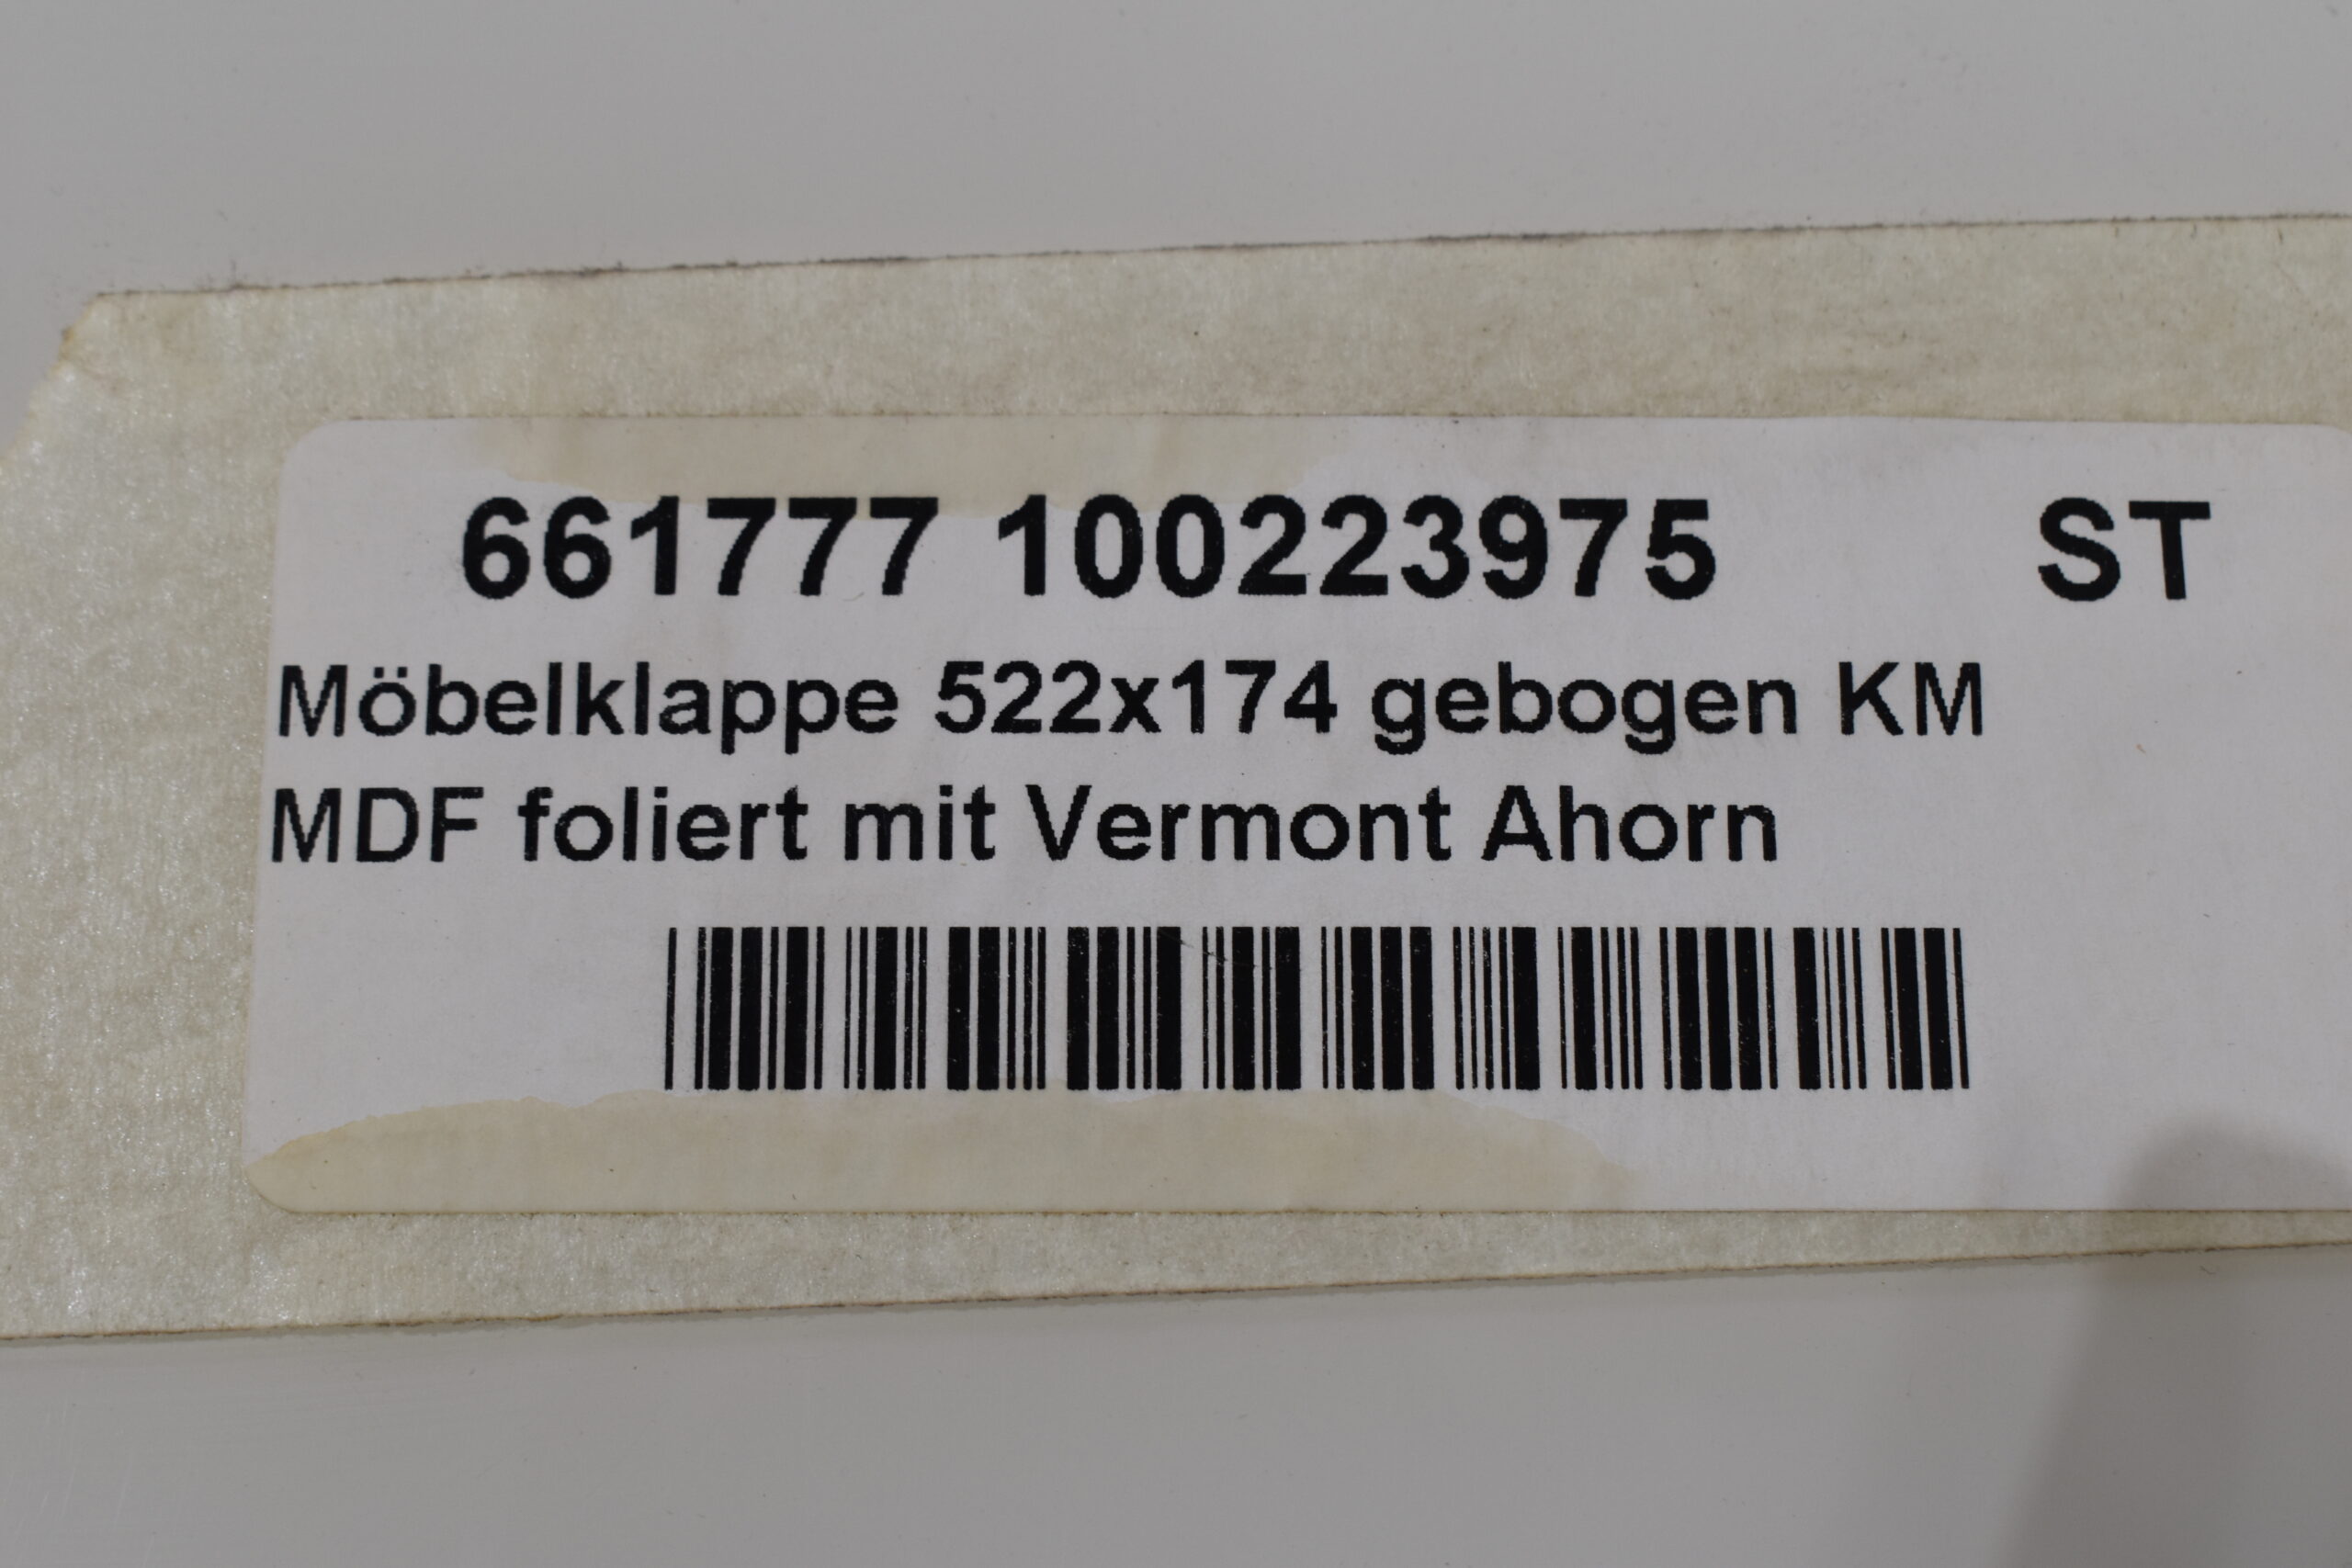 661777 100223975 ST
Möbelklappe 522x174 gebogen KM
MDF foliert mit Vermont Ahorn